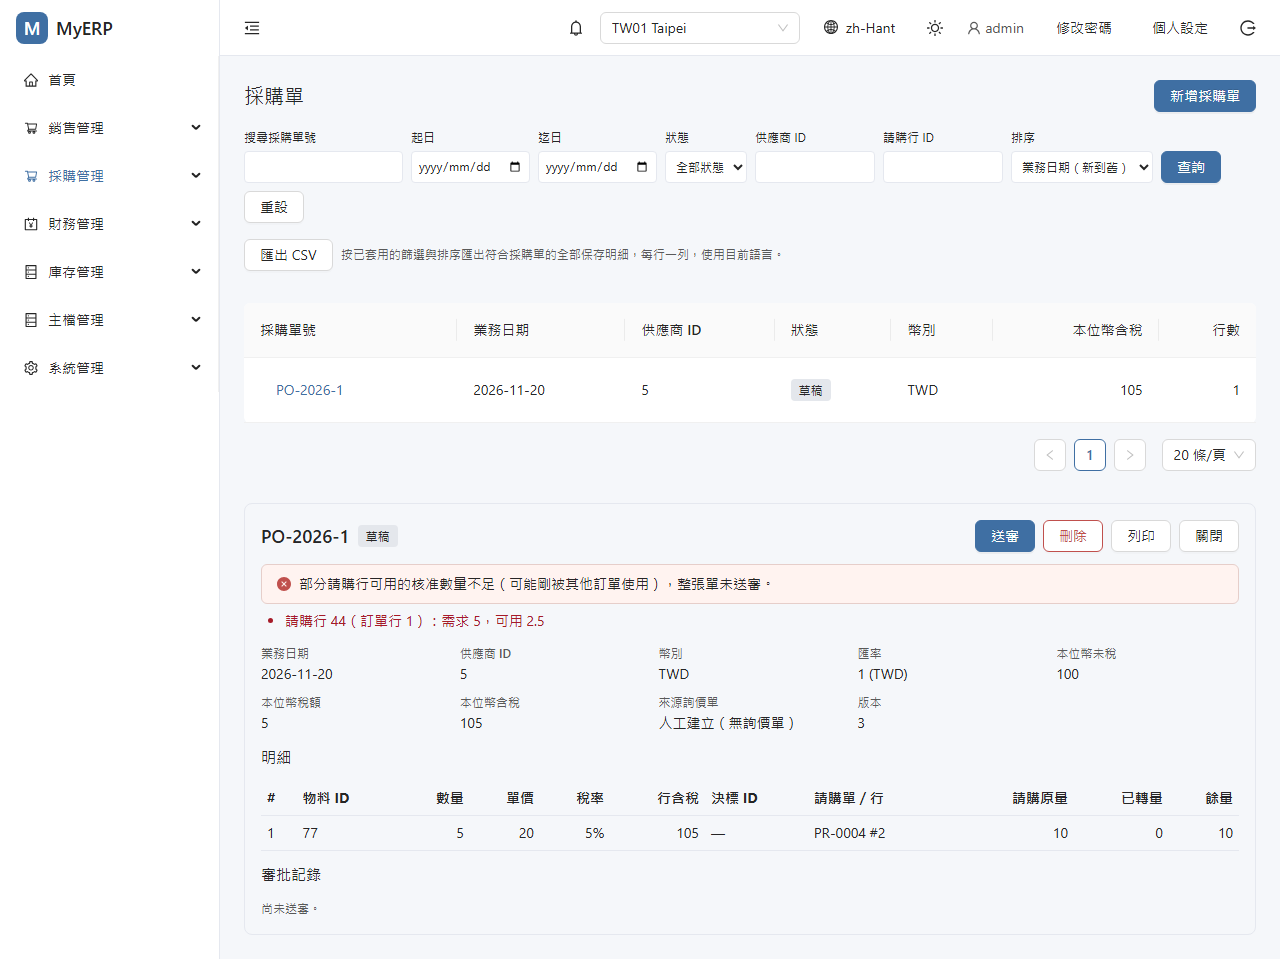 M MyERP
TW01 Taipei
zh-Hant
admin
修改密碼
個人設定
首頁
銷售管理
採購管理
財務管理
庫存管理
主檔管理
系統管理
採購單
新增採購單
搜尋採購單號 起日 迄日 狀態 供應商 ID 請購行 ID 排序
yyyy/mm/dd yyyy/mm/dd 全部狀態 業務日期（新到舊） 查詢
重設
匯出 CSV 按已套用的篩選與排序匯出符合採購單的全部保存明細，每行一列，使用目前語言。
採購單號 業務日期 供應商 ID 狀態 幣別 本位幣含稅 行數
PO-2026-1 2026-11-20 5 草稿 TWD 105 1
< 1 > 20 條/頁
PO-2026-1 草稿 送審 刪除 列印 關閉
部分請購行可用的核准數量不足（可能剛被其他訂單使用），整張單未送審。
• 請購行 44（訂單行 1）：需求 5，可用 2.5
業務日期 供應商 ID 幣別 匯率 本位幣未稅
2026-11-20 5 TWD 1 (TWD) 100
本位幣稅額 本位幣含稅 來源詢價單 版本
5 105 人工建立（無詢價單） 3
明細
# 物料 ID 數量 單價 稅率 行含稅 決標 ID 請購單 / 行 請購原量 已轉量 餘量
1 77 5 20 5% 105 — PR-0004 #2 10 0 10
審批記錄
尚未送審。